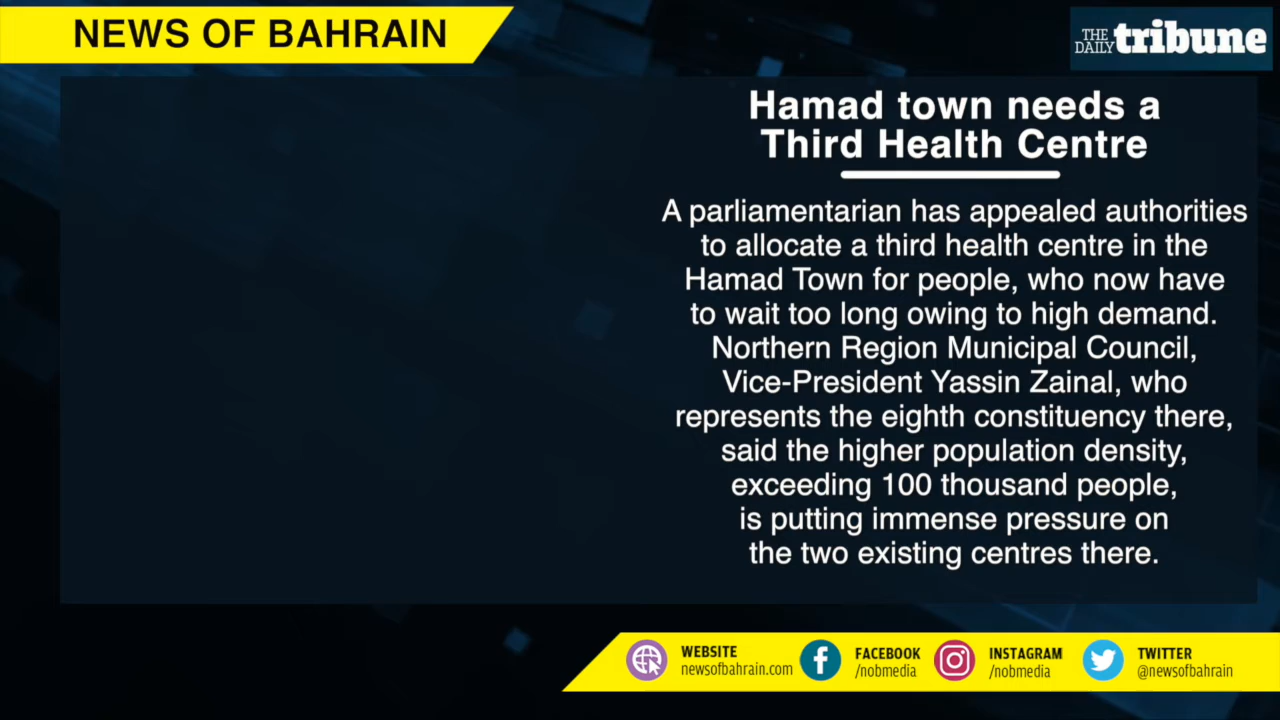 NEWS OF BAHRAIN
THE DAILY tribune
Hamad town needs a
Third Health Centre
A parliamentarian has appealed authorities
to allocate a third health centre in the
Hamad Town for people, who now have
to wait too long owing to high demand.
Northern Region Municipal Council,
Vice-President Yassin Zainal, who
represents the eighth constituency there,
said the higher population density,
exceeding 100 thousand people,
is putting immense pressure on
the two existing centres there.
WEBSITE
newsofbahrain.com
FACEBOOK
/nobmedia
INSTAGRAM
/nobmedia
TWITTER
@newsofbahrain